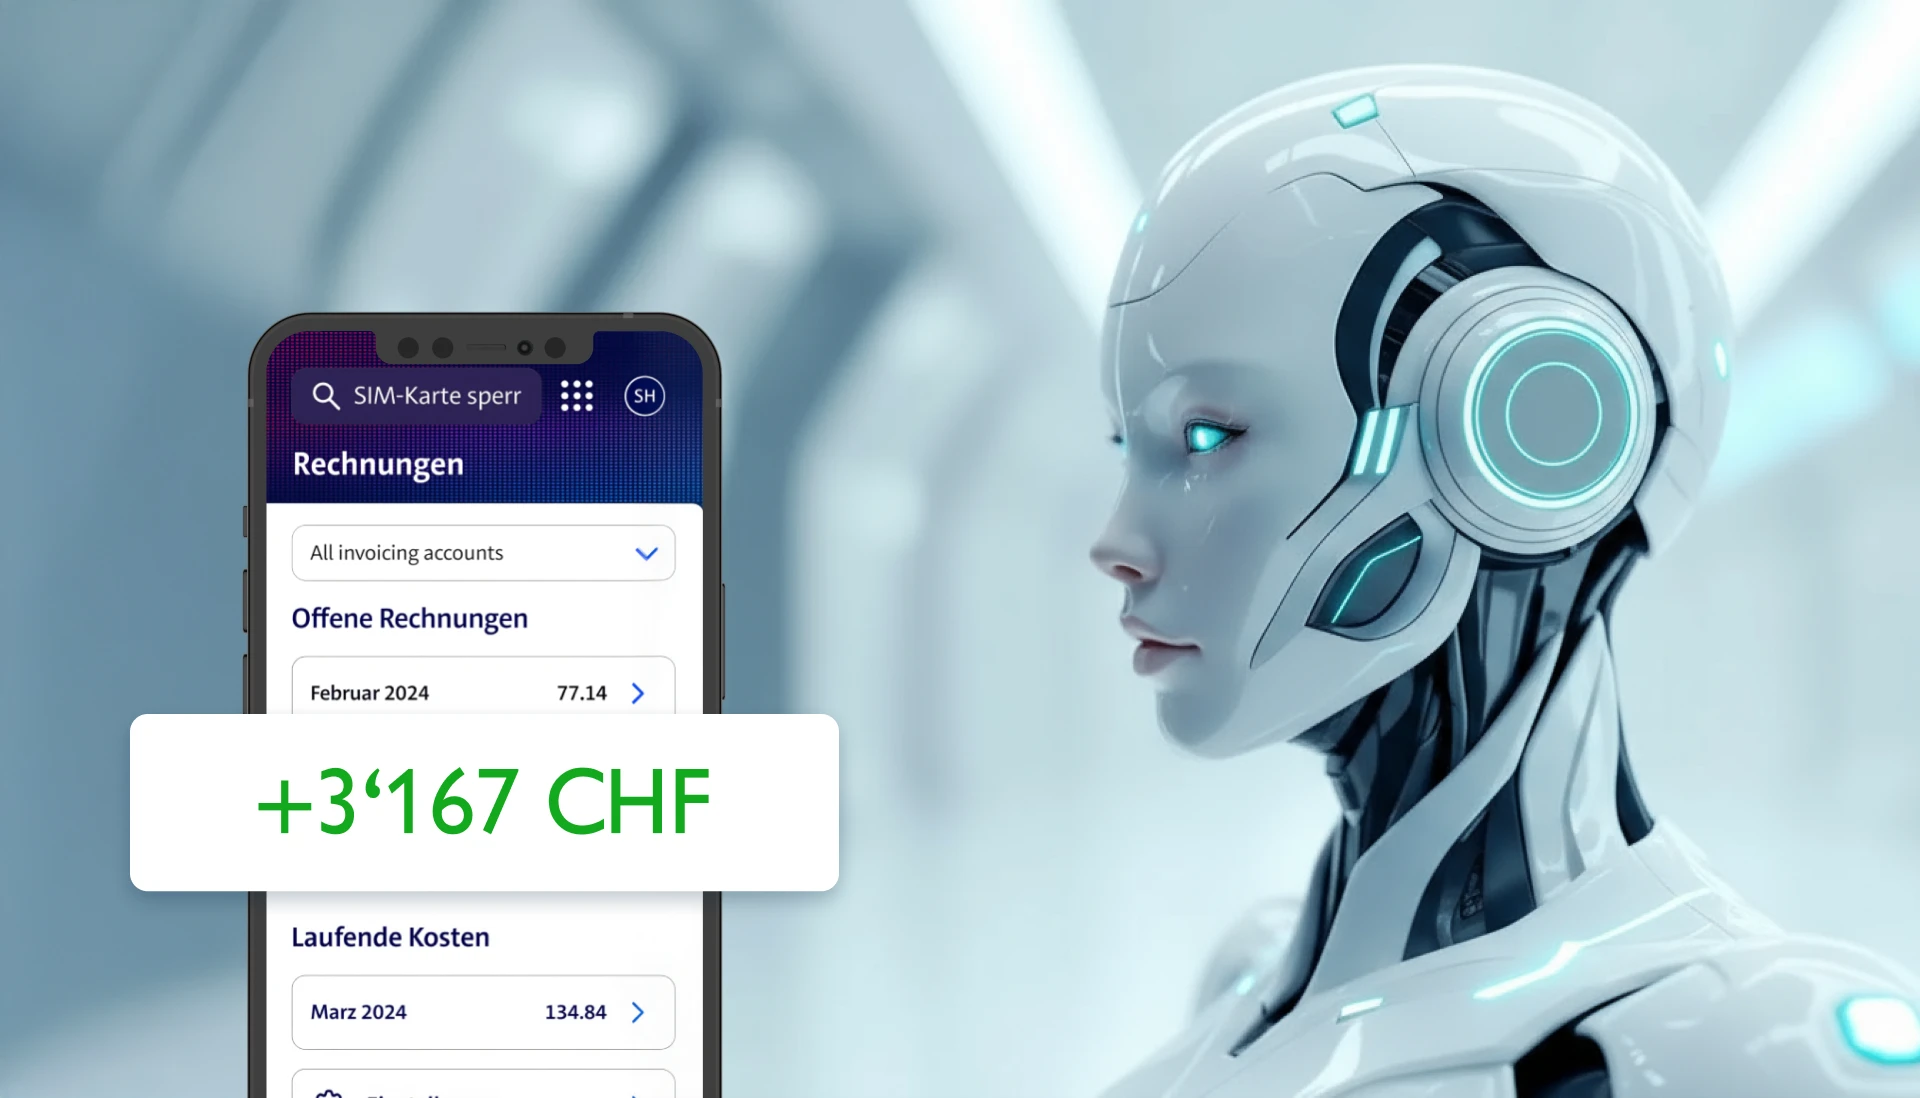 SIM-Karte sperr
SH
Rechnungen
All invoicing accounts
Offene Rechnungen
Februar 2024 77.14
+3‘167 CHF
Laufende Kosten
Marz 2024 134.84